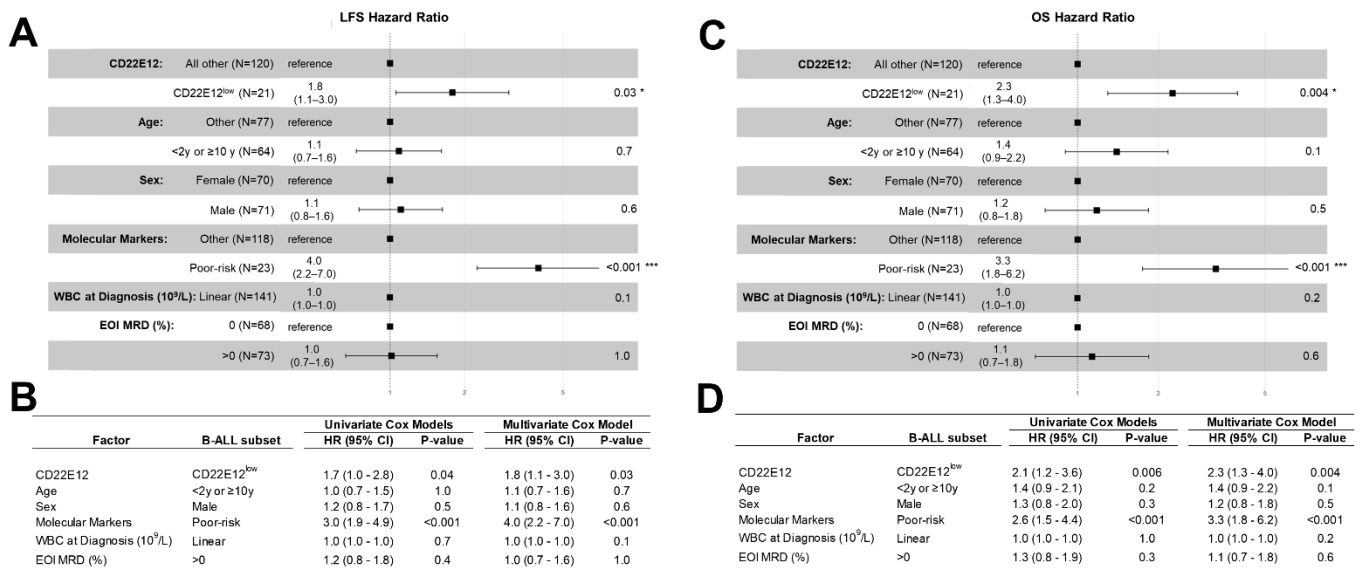 A
LFS Hazard Ratio
CD22E12: All other (N=120) reference
CD22E12low (N=21) 1.8 (1.1–3.0) 0.03 *
Age: Other (N=77) reference
<2y or ≥10 y (N=64) 1.1 (0.7–1.6) 0.7
Sex: Female (N=70) reference
Male (N=71) 1.1 (0.8–1.6) 0.6
Molecular Markers: Other (N=118) reference
Poor-risk (N=23) 4.0 (2.2–7.0) <0.001 ***
WBC at Diagnosis (10⁹/L): Linear (N=141) 1.0 (1.0–1.0) 0.1
EOI MRD (%): 0 (N=68) reference
>0 (N=73) 1.0 (0.7–1.6) 1.0
1 2 5
B
Univariate Cox Models Multivariate Cox Model
Factor B-ALL subset HR (95% CI) P-value HR (95% CI) P-value
CD22E12 CD22E12low 1.7 (1.0 - 2.8) 0.04 1.8 (1.1 - 3.0) 0.03
Age <2y or ≥10y 1.0 (0.7 - 1.5) 1.0 1.1 (0.7 - 1.6) 0.7
Sex Male 1.2 (0.8 - 1.7) 0.5 1.1 (0.8 - 1.6) 0.6
Molecular Markers Poor-risk 3.0 (1.9 - 4.9) <0.001 4.0 (2.2 - 7.0) <0.001
WBC at Diagnosis (10⁹/L) Linear 1.0 (1.0 - 1.0) 0.7 1.0 (1.0 - 1.0) 0.1
EOI MRD (%) >0 1.2 (0.8 - 1.8) 0.4 1.0 (0.7 - 1.6) 1.0
C
OS Hazard Ratio
CD22E12: All other (N=120) reference
CD22E12low (N=21) 2.3 (1.3–4.0) 0.004 *
Age: Other (N=77) reference
<2y or ≥10 y (N=64) 1.4 (0.9–2.2) 0.1
Sex: Female (N=70) reference
Male (N=71) 1.2 (0.8–1.8) 0.5
Molecular Markers: Other (N=118) reference
Poor-risk (N=23) 3.3 (1.8–6.2) <0.001 ***
WBC at Diagnosis (10⁹/L): Linear (N=141) 1.0 (1.0–1.0) 0.2
EOI MRD (%): 0 (N=68) reference
>0 (N=73) 1.1 (0.7–1.8) 0.6
1 2 5
D
Univariate Cox Models Multivariate Cox Model
Factor B-ALL subset HR (95% CI) P-value HR (95% CI) P-value
CD22E12 CD22E12low 2.1 (1.2 - 3.6) 0.006 2.3 (1.3 - 4.0) 0.004
Age <2y or ≥10y 1.4 (0.9 - 2.1) 0.2 1.4 (0.9 - 2.2) 0.1
Sex Male 1.3 (0.8 - 2.0) 0.3 1.2 (0.8 - 1.8) 0.5
Molecular Markers Poor-risk 2.6 (1.5 - 4.4) <0.001 3.3 (1.8 - 6.2) <0.001
WBC at Diagnosis (10⁹/L) Linear 1.0 (1.0 - 1.0) 1.0 1.0 (1.0 - 1.0) 0.2
EOI MRD (%) >0 1.3 (0.8 - 1.9) 0.3 1.1 (0.7 - 1.8) 0.6